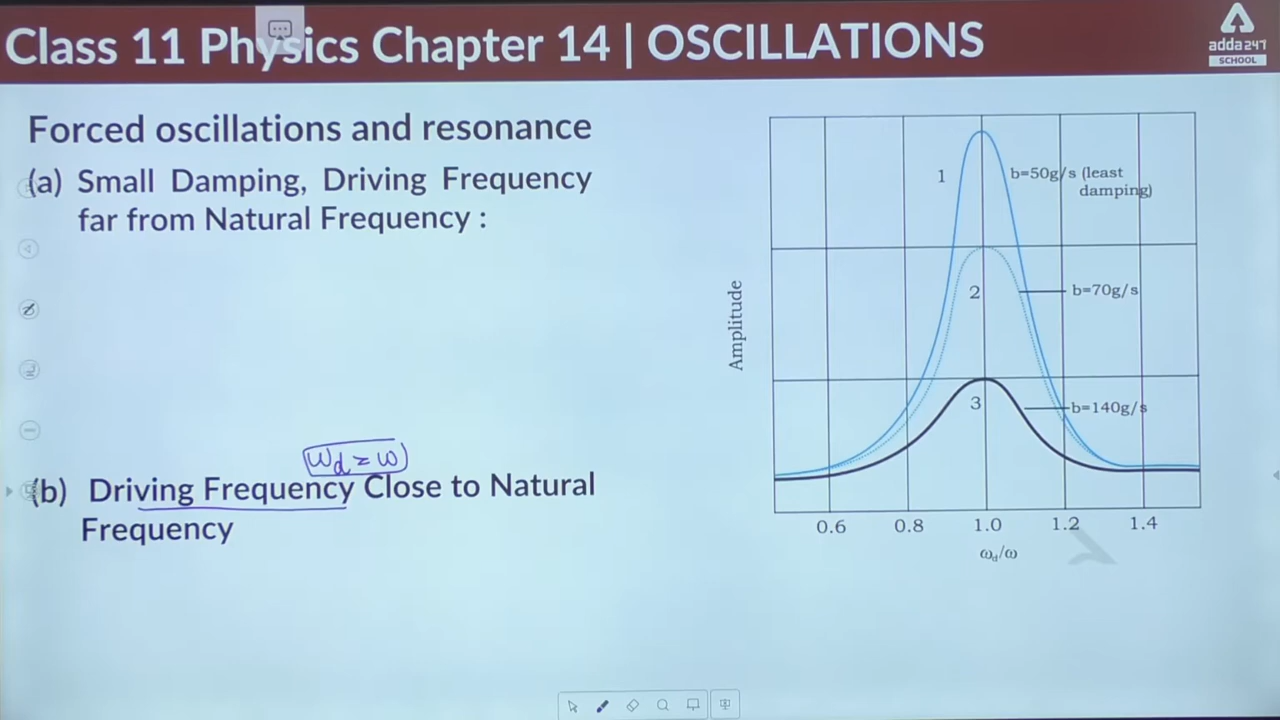 Class 11 Physics Chapter 14 | OSCILLATIONS
adda247
SCHOOL
Forced oscillations and resonance
(a) Small Damping, Driving Frequency
far from Natural Frequency :
ωd = ω
(b) Driving Frequency Close to Natural
Frequency
Amplitude
1
b=50g/s (least
damping)
2
b=70g/s
3
b=140g/s
0.6 0.8 1.0 1.2 1.4
ωd/ω